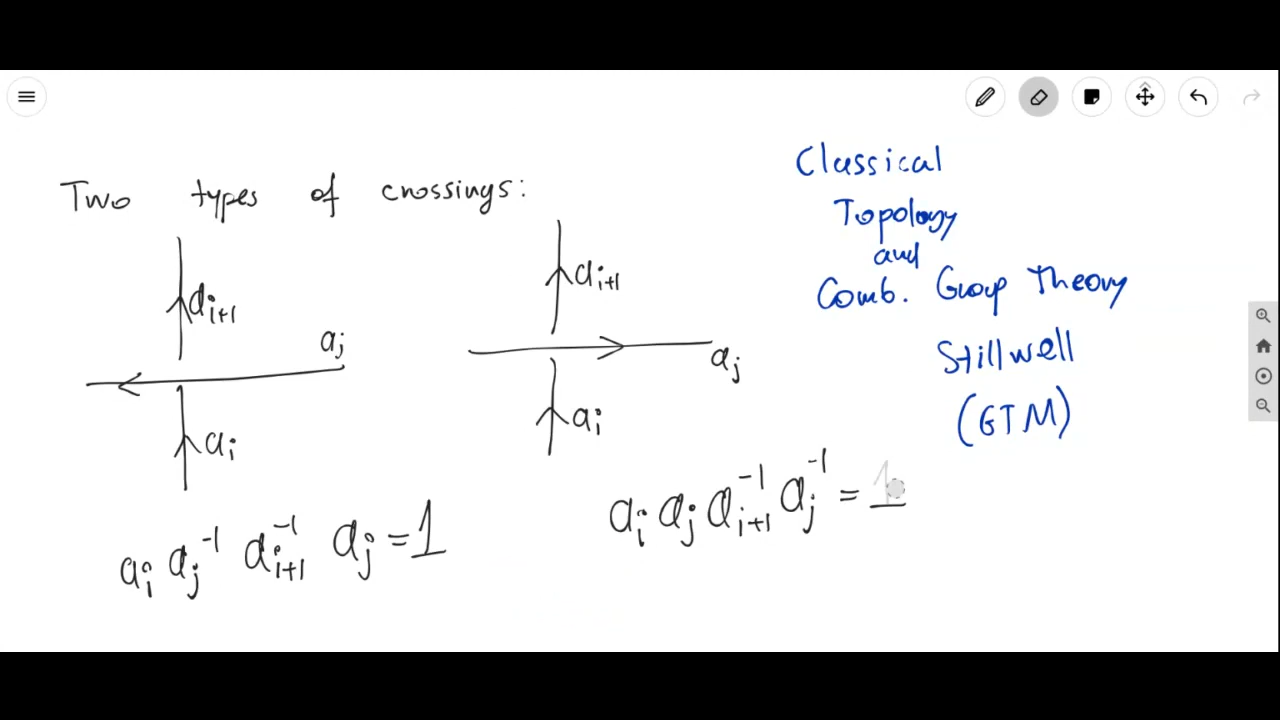 Two types of crossings:
a_{i+1}
a_j
a_i
a_{i+1}
a_j
a_i
a_i a_j^{-1} a_{i+1}^{-1} a_j = 1
a_i a_j a_{i+1}^{-1} a_j^{-1} = 1
Classical
Topology
and
Comb. Group Theory
Stillwell
(GTM)